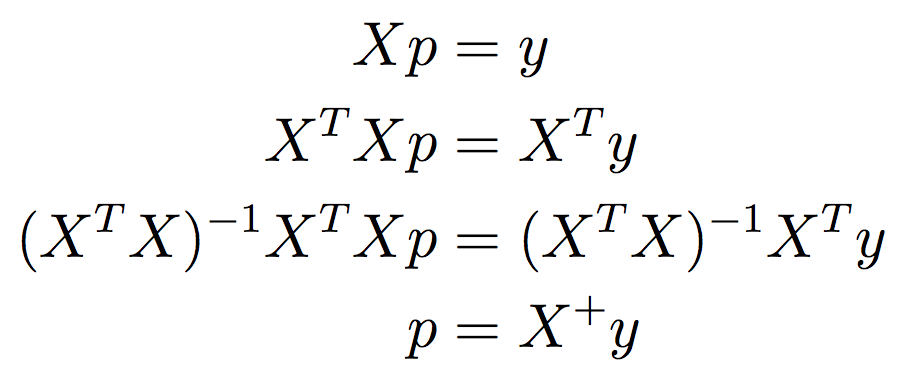 Xp = y
X^T Xp = X^T y
(X^T X)^{-1} X^T Xp = (X^T X)^{-1} X^T y
p = X^+ y